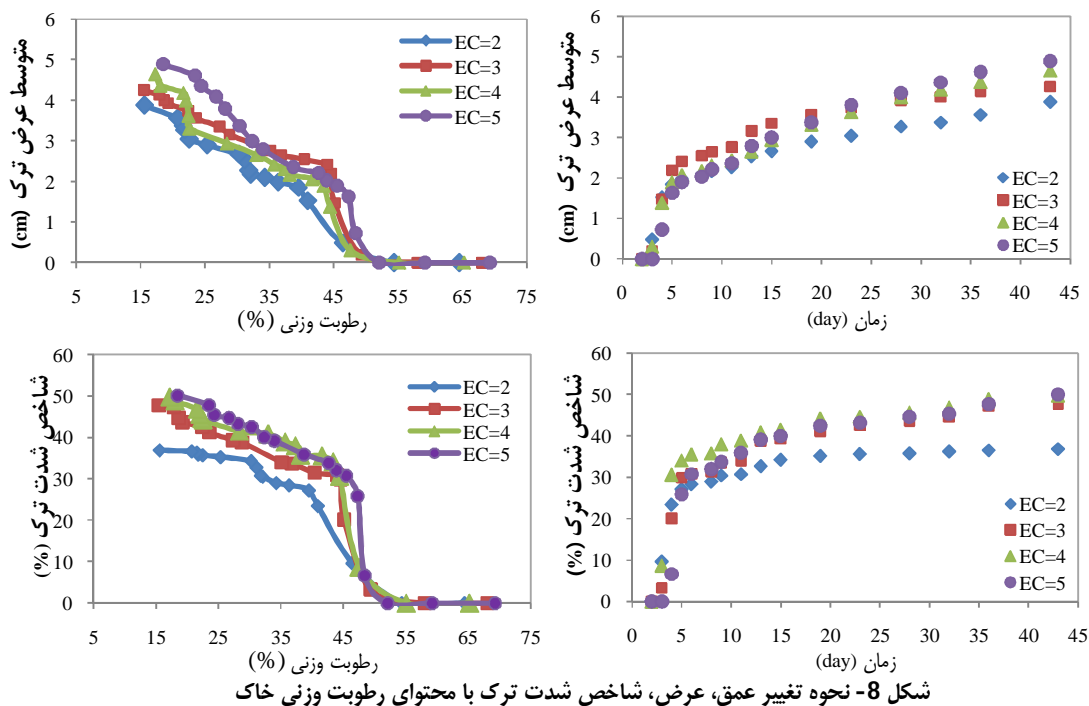 متوسط عرض ترک (cm)
6
5
4
3
2
1
0
5 15 25 35 45 55 65 75
رطوبت وزنی (%)
EC=2
EC=3
EC=4
EC=5
متوسط عرض ترک (cm)
6
5
4
3
2
1
0
0 5 10 15 20 25 30 35 40 45
زمان (day)
EC=2
EC=3
EC=4
EC=5
شاخص شدت ترک (%)
60
50
40
30
20
10
0
5 15 25 35 45 55 65 75
رطوبت وزنی (%)
EC=2
EC=3
EC=4
EC=5
شاخص شدت ترک (%)
60
50
40
30
20
10
0
0 5 10 15 20 25 30 35 40 45
زمان (day)
EC=2
EC=3
EC=4
EC=5
شکل 8- نحوه تغییر عمق، عرض، شاخص شدت ترک با محتوای رطوبت وزنی خاک